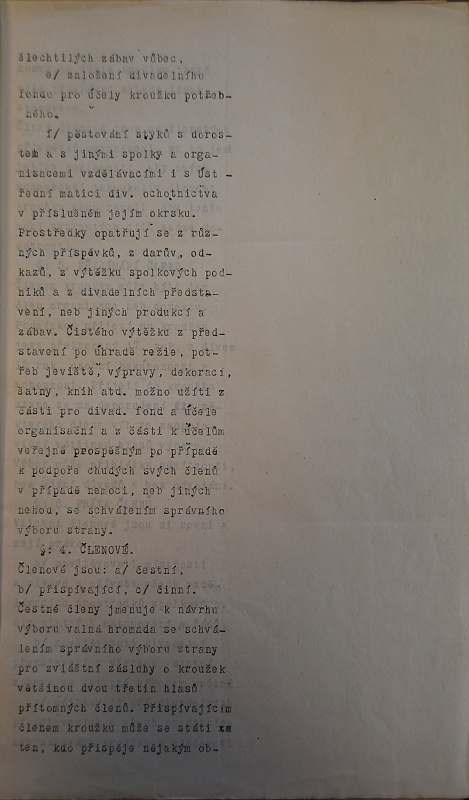 šlechtilých zábav vůbec,
e/ založení divadelního
fondu pro účely kroužku potřeb-
ného.
f/ pěstování styků s doros-
tem a s jinými spolky a orga-
nisacemi vzdělávacími i s Úst -
řední maticí div. ochotnictva
v příslušném jejím okrsku.
Prostředky opatřují se z růz-
ných příspěvků, z darův, od-
kazů, z výtěžku spolkových pod-
niků a z divadelních předsta-
vení, neb jiných produkcí a
zábav. Čistého výtěžku z před-
stavení po úhradě režie, pot-
řeb jeviště, výpravy, dekorací,
šatny, knih atd. možno užíti z
části pro divad. fond a účele
organisační a z části k účelům
veřejně prospěšným po případě
k podpoře chudých svých členů
v případě nemoci, neb jiných
nehod, se schválením správního
výboru strany.
§: 4. ČLENOVÉ.
Členové jsou: a/ čestní,
b/ přispívající, c/ činní.
Čestné členy jmenuje k návrhu
výboru valná hromada se schvá-
lením správního výboru strany
pro zvláštní zásluhy o kroužek
většinou dvou třetin hlasů
přítomných členů. Přispívajícím
členem kroužku může se státi xx
ten, kdo přispěje nějakým ob-